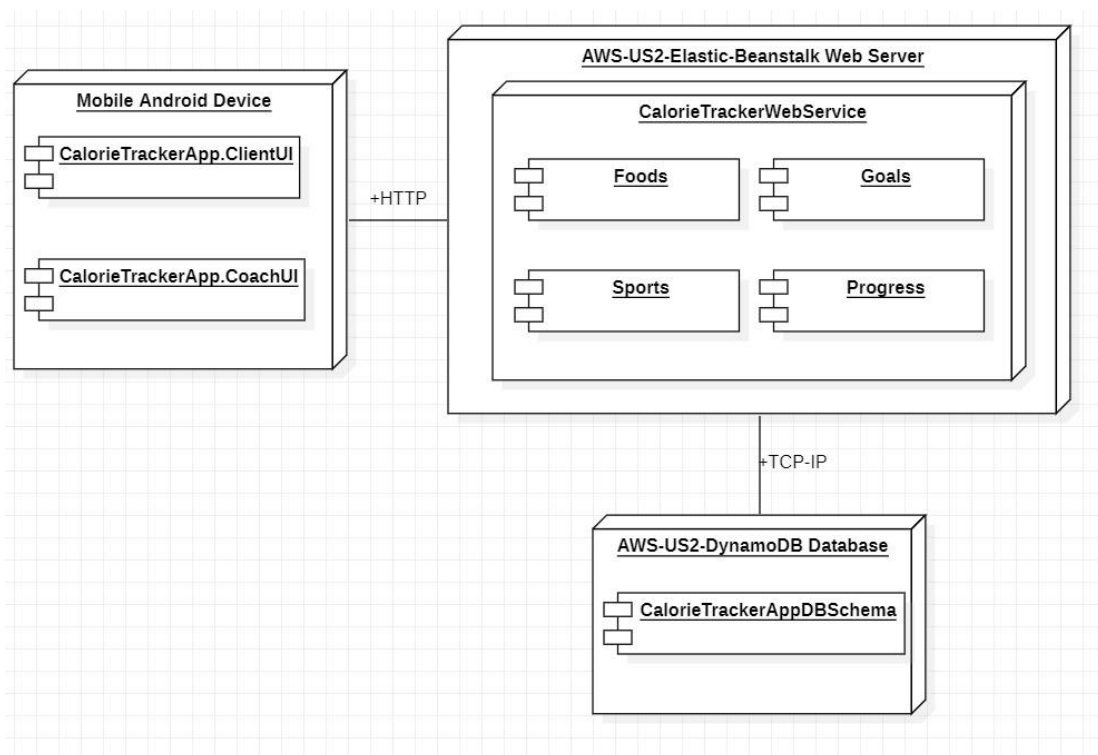 AWS-US2-Elastic-Beanstalk Web Server
Mobile Android Device
CalorieTrackerWebService
CalorieTrackerApp.ClientUI
Foods
Goals
+HTTP
CalorieTrackerApp.CoachUI
Sports
Progress
+TCP-IP
AWS-US2-DynamoDB Database
CalorieTrackerAppDBSchema